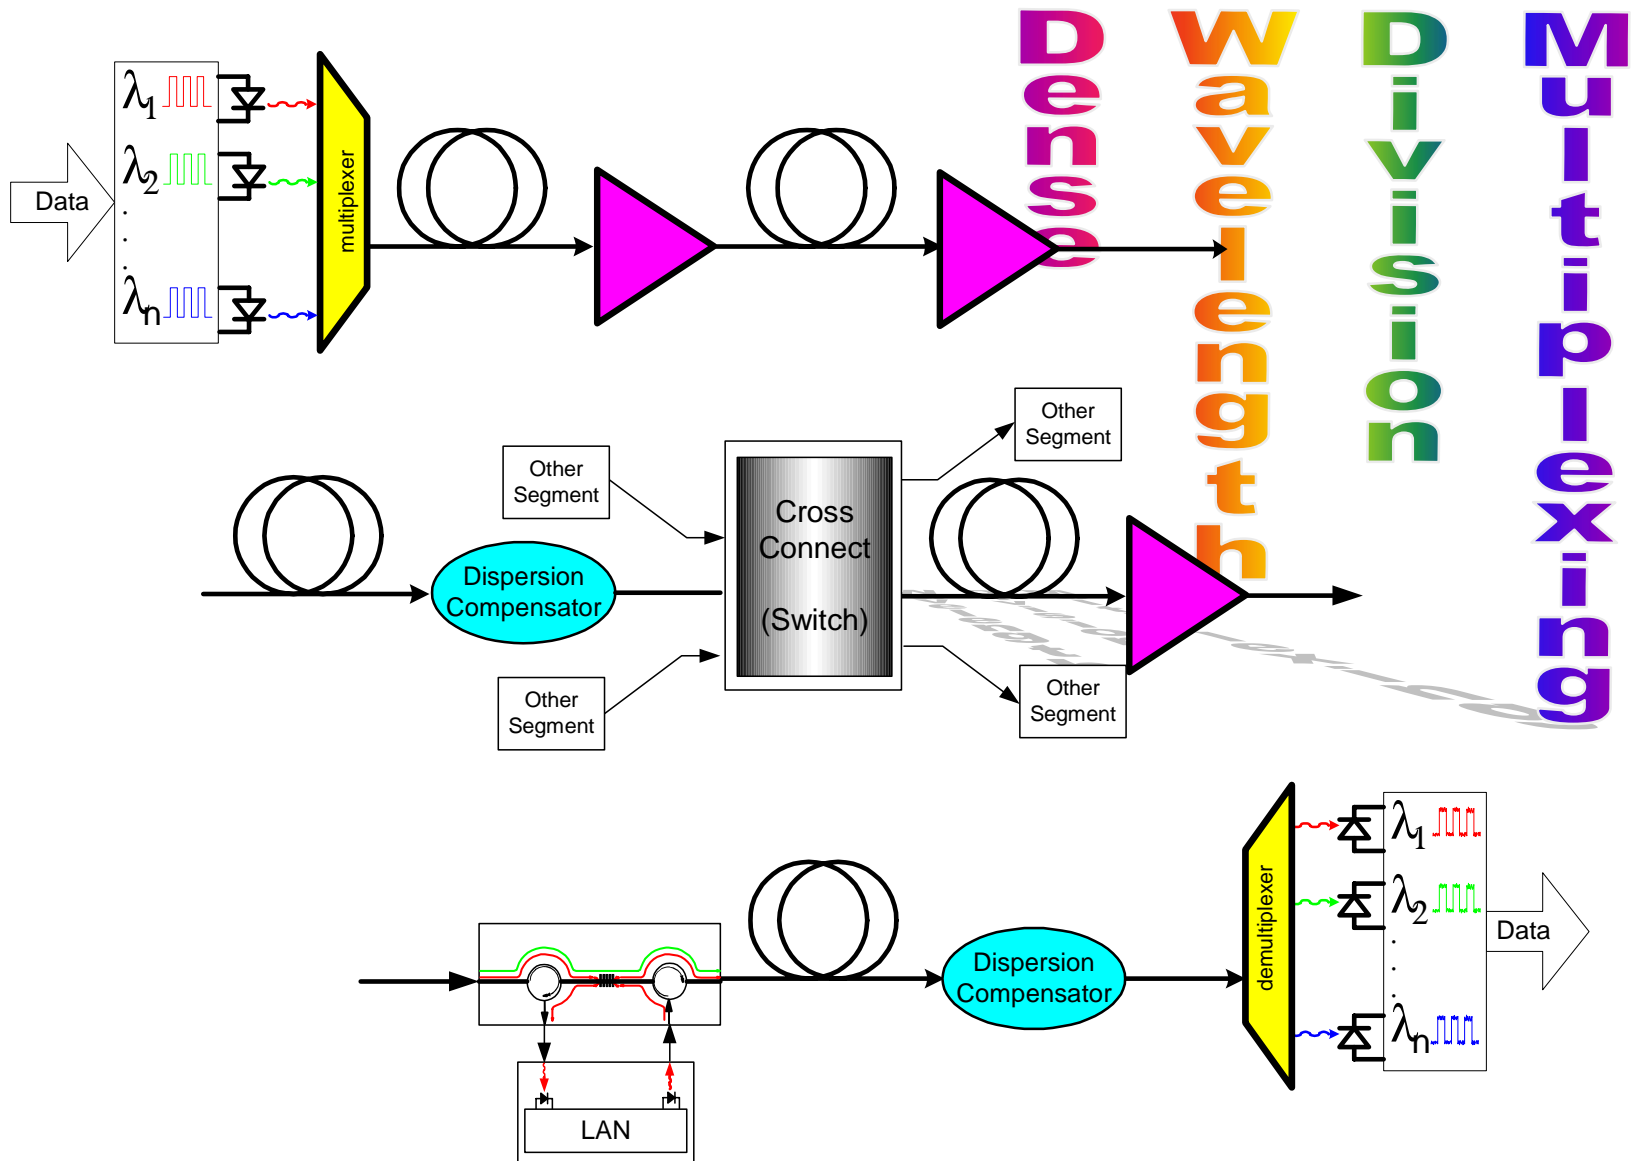 Dense
Wavelength
Division
Multiplexing
λ1
λ2
.
.
.
λn
Data
multiplexer
Other
Segment
Other
Segment
Cross
Connect
(Switch)
Dispersion
Compensator
Other
Segment
Other
Segment
λ1
λ2
.
.
.
λn
Data
demultiplexer
Dispersion
Compensator
LAN